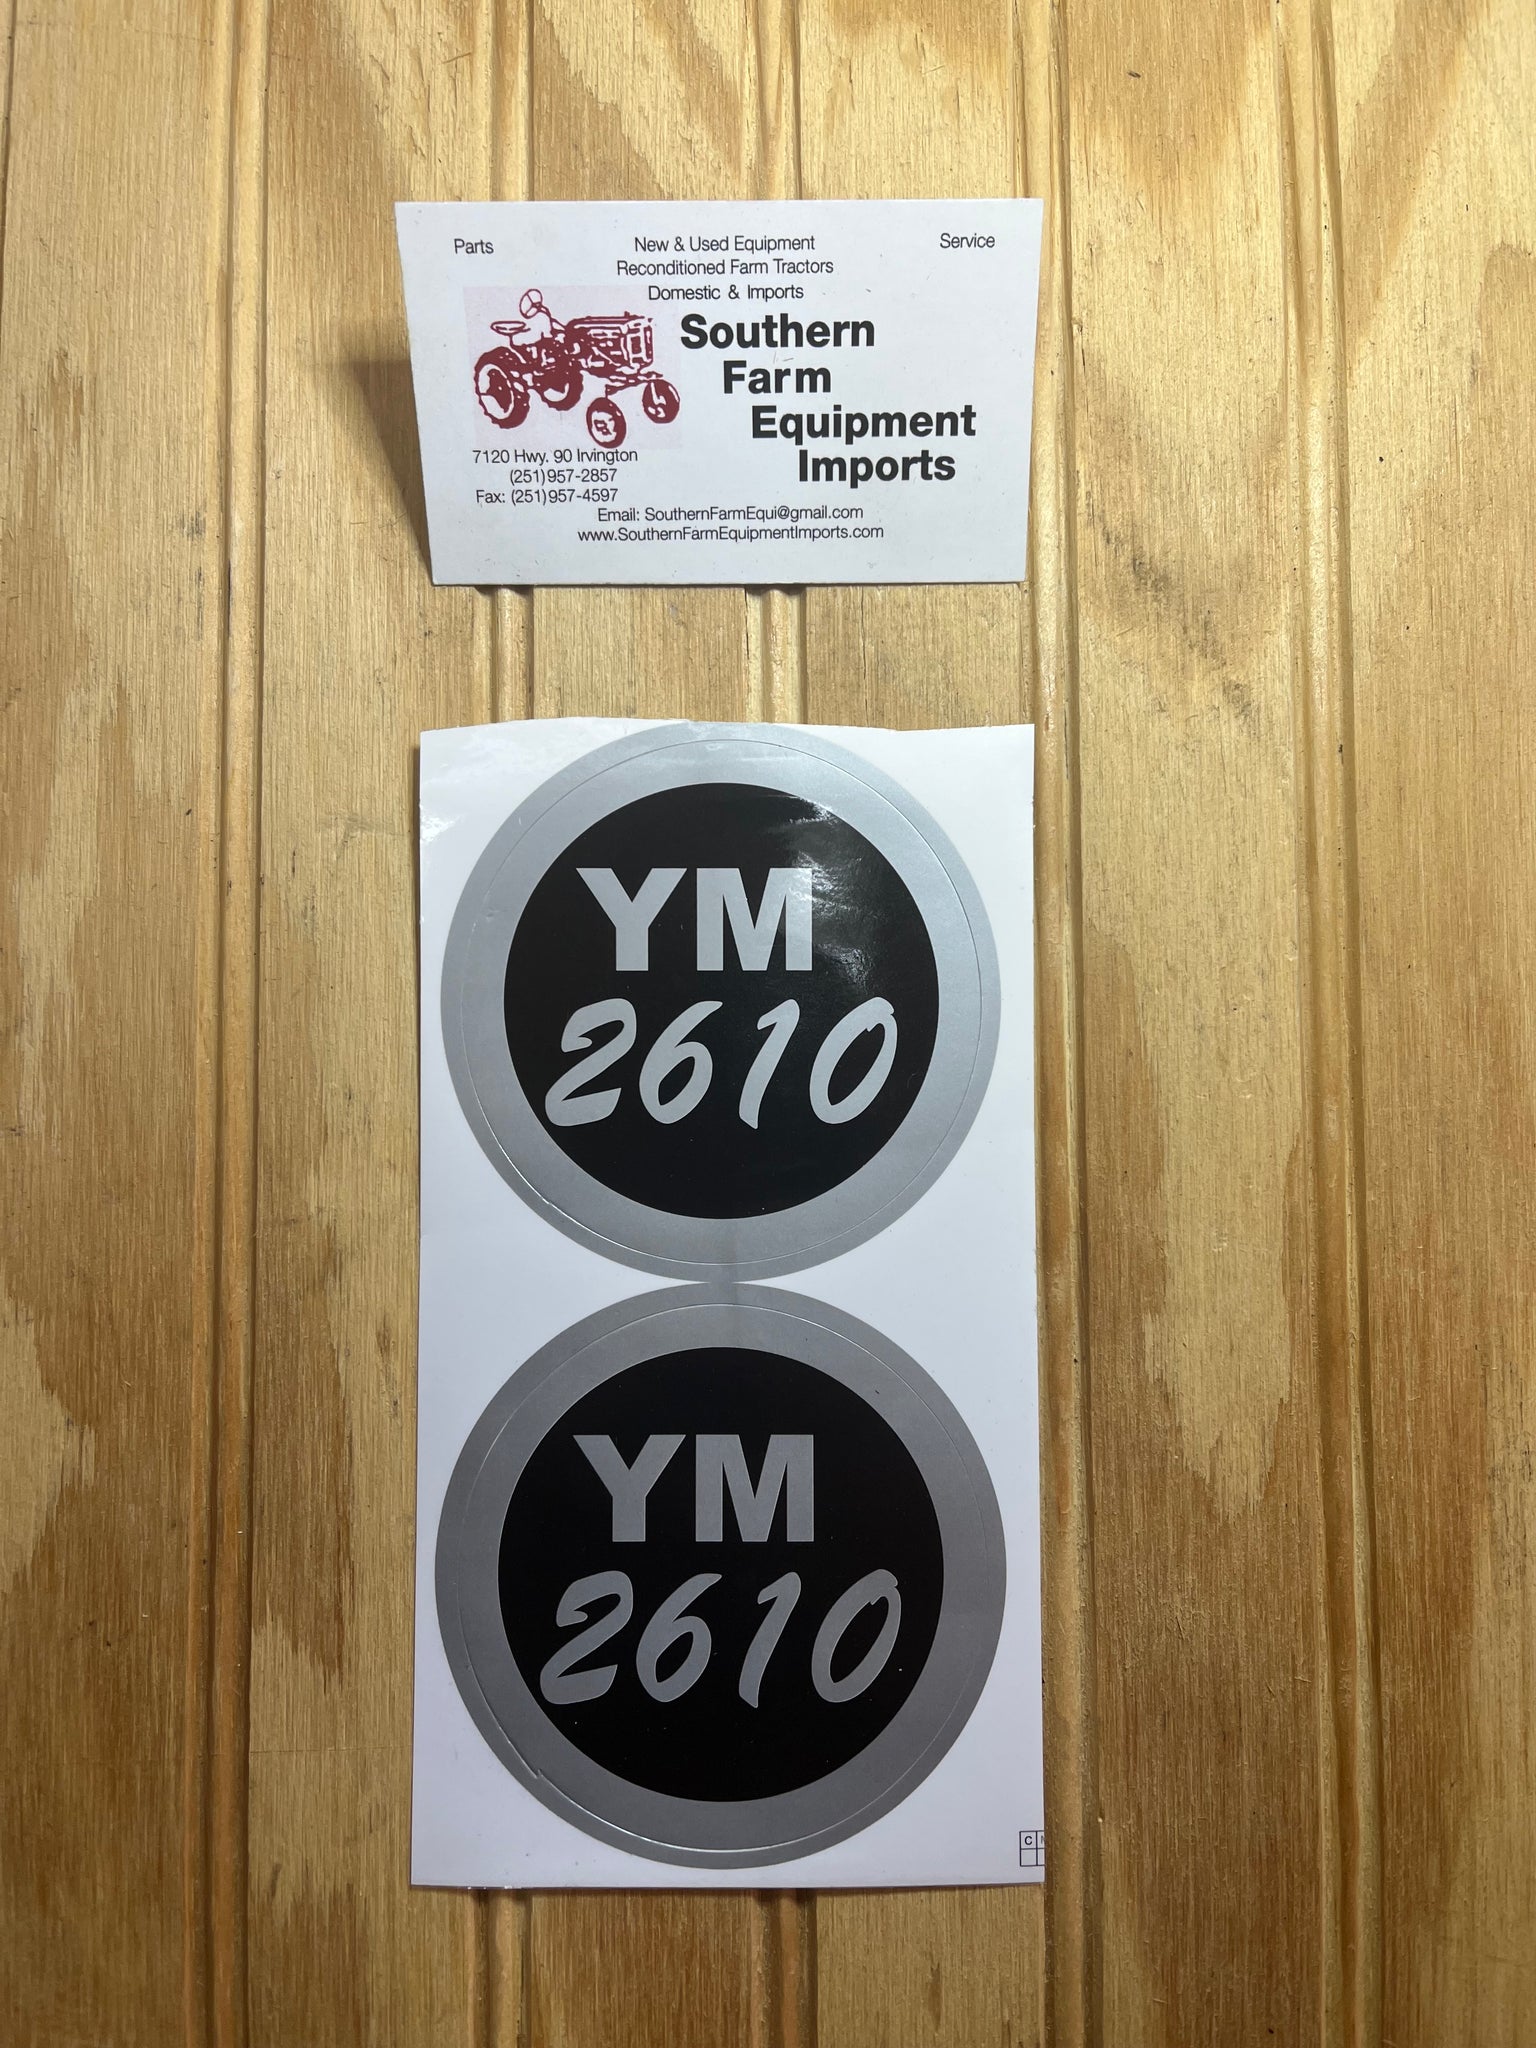 Parts
New & Used Equipment
Service
Reconditioned Farm Tractors
Domestic & Imports
Southern
Farm
Equipment
Imports
7120 Hwy. 90 Irvington
(251)957-2857
Fax: (251)957-4597
Email: SouthernFarmEqui@gmail.com
www.SouthernFarmEquipmentImports.com
YM
2610
YM
2610
C